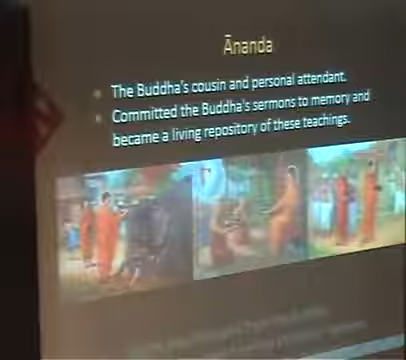 Ānanda
The Buddha's cousin and personal attendant.
Committed the Buddha's sermons to memory and
became a living repository of these teachings.